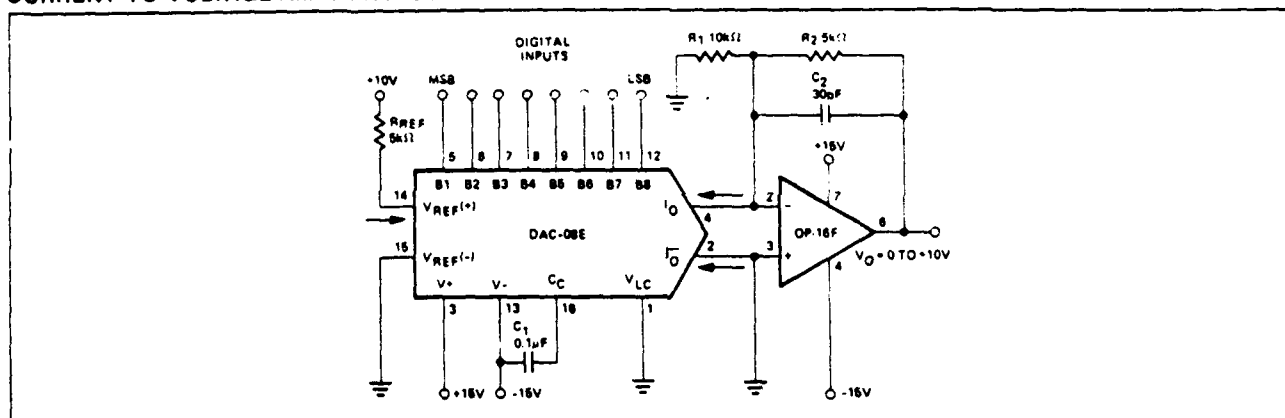 R1 10kΩ
R2 5kΩ
DIGITAL
INPUTS
C2
30pF
+10V
MSB
LSB
RREF
5kΩ
+15V
5 6 7 8 9 10 11 12
B1 B2 B3 B4 B5 B6 B7 B8
14
VREF(+)
IO
4
2 -
7
DAC-08E
OP-16F
6
15
VREF(-)
IO
2
3 +
VO = 0 TO +10V
4
V+ V- CC VLC
3 13 16 1
C1
0.1µF
+15V
-15V
-15V